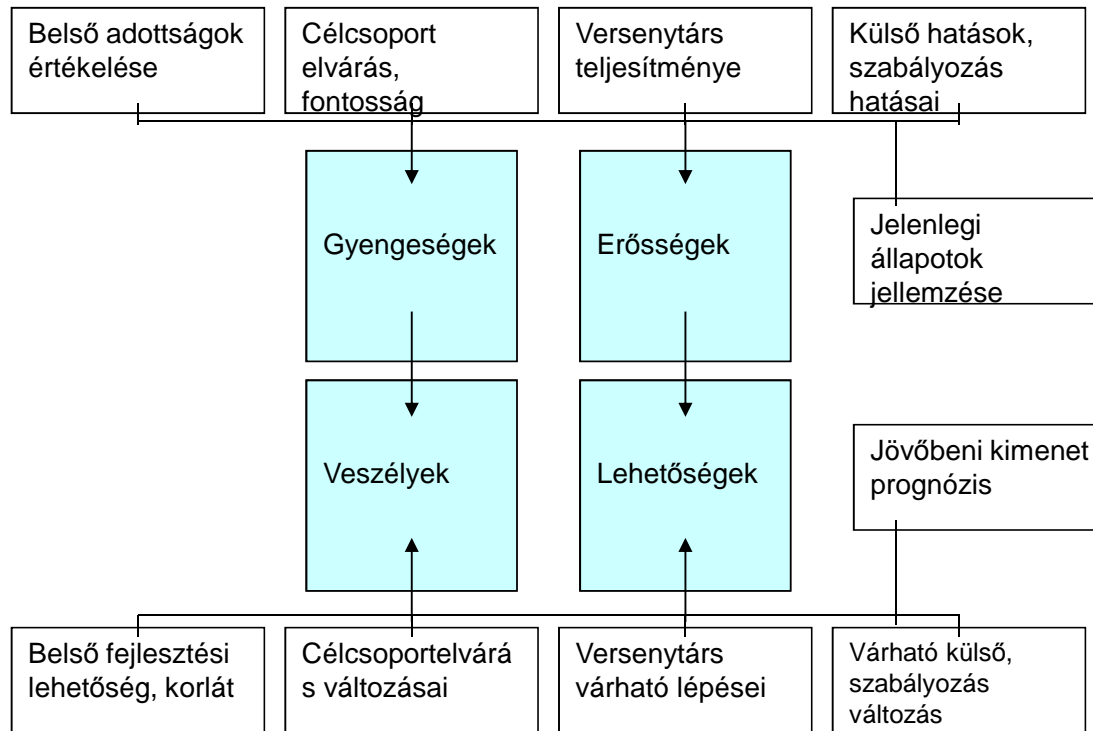 Belső adottságok
értékelése
Célcsoport
elvárás,
fontosság
Versenytárs
teljesítménye
Külső hatások,
szabályozás
hatásai
Gyengeségek
Erősségek
Jelenlegi
állapotok
jellemzése
Veszélyek
Lehetőségek
Jövőbeni kimenet
prognózis
Belső fejlesztési
lehetőség, korlát
Célcsoportelvárá
s változásai
Versenytárs
várható lépései
Várható külső,
szabályozás
változás